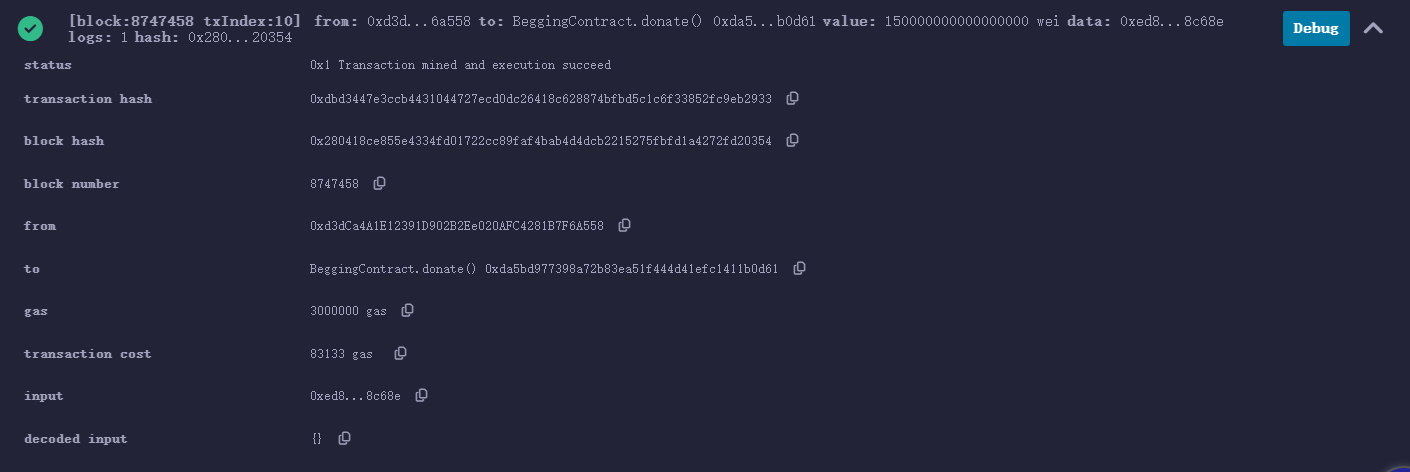 [block:8747458 txIndex:10] from: 0xd3d...6a558 to: BeggingContract.donate() 0xda5...b0d61 value: 150000000000000000 wei data: 0xed8...8c68e
logs: 1 hash: 0x280...20354
Debug
status 0x1 Transaction mined and execution succeed
transaction hash 0xdbd3447e3ccb4431044727ecd0dc26418c628874bfbd5c1c6f33852fc9eb2933
block hash 0x280418ce855e4334fd01722cc89faf4bab4d4dcb2215275fbfd1a4272fd20354
block number 8747458
from 0xd3dCa4A1E12391D902B2Ee020AFC4281B7F6A558
to BeggingContract.donate() 0xda5bd977398a72b83ea51f444d41efc1411b0d61
gas 3000000 gas
transaction cost 83133 gas
input 0xed8...8c68e
decoded input {}